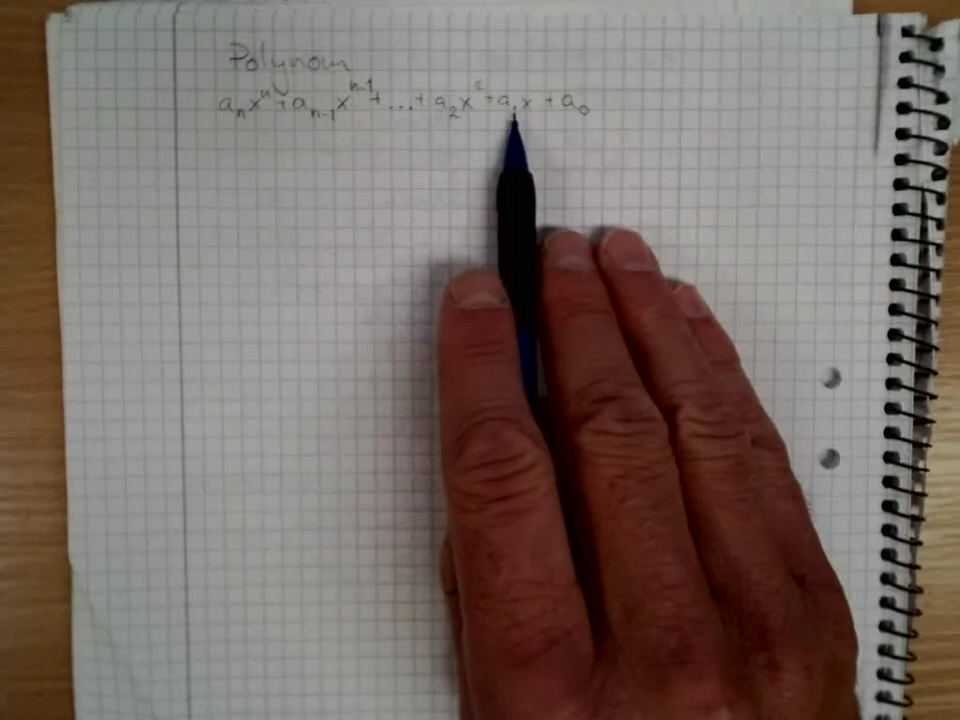 Polynom
aₙxⁿ + aₙ₋₁xⁿ⁻¹ + ... + a₂x² + a₁x + a₀